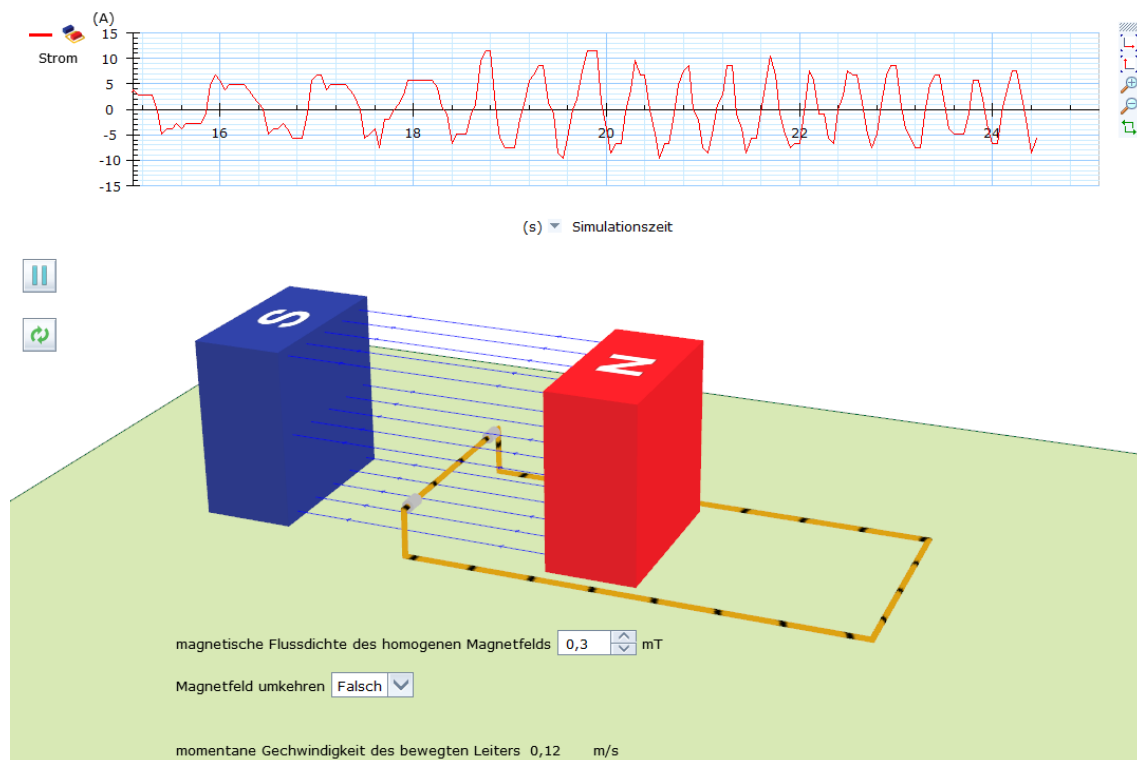 (A)
Strom
15
10
5
0
-5
-10
-15
16 18 20 22 24
(s) Simulationszeit
S
N
magnetische Flussdichte des homogenen Magnetfelds 0,3 mT
Magnetfeld umkehren Falsch
momentane Gechwindigkeit des bewegten Leiters 0,12 m/s